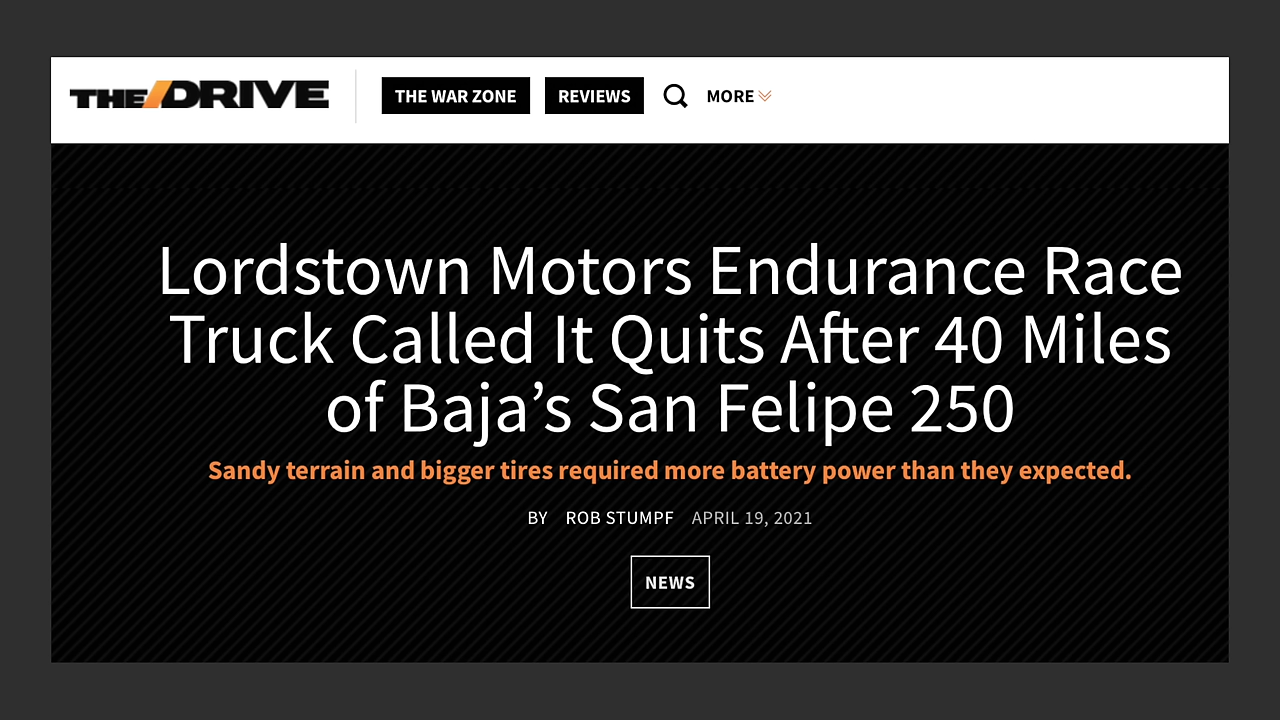 THE DRIVE
THE WAR ZONE
REVIEWS
MORE
Lordstown Motors Endurance Race
Truck Called It Quits After 40 Miles
of Baja’s San Felipe 250
Sandy terrain and bigger tires required more battery power than they expected.
BY ROB STUMPF APRIL 19, 2021
NEWS